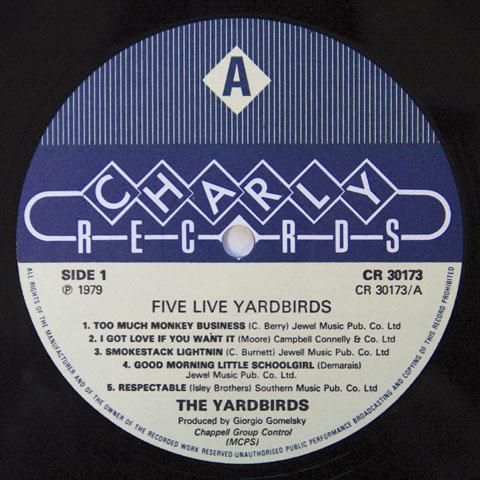 A
CHARLY
RECORDS
SIDE 1
℗ 1979
CR 30173
CR 30173/A
FIVE LIVE YARDBIRDS
1. TOO MUCH MONKEY BUSINESS (C. Berry) Jewel Music Pub. Co. Ltd
2. I GOT LOVE IF YOU WANT IT (Moore) Campbell Connelly & Co. Ltd
3. SMOKESTACK LIGHTNIN (C. Burnett) Jewell Music Pub. Co. Ltd
4. GOOD MORNING LITTLE SCHOOLGIRL (Demarais)
Jewel Music Pub. Co. Ltd.
5. RESPECTABLE (Isley Brothers) Southern Music Pub. Co. Ltd
THE YARDBIRDS
Produced by Giorgio Gomelsky
Chappell Group Control
(MCPS)
ALL RIGHTS OF THE MANUFACTURER AND OF THE OWNER OF THE RECORDED WORK RESERVED-UNAUTHORISED PUBLIC PERFORMANCE BROADCASTING AND COPYING OF THIS RECORD PROHIBITED